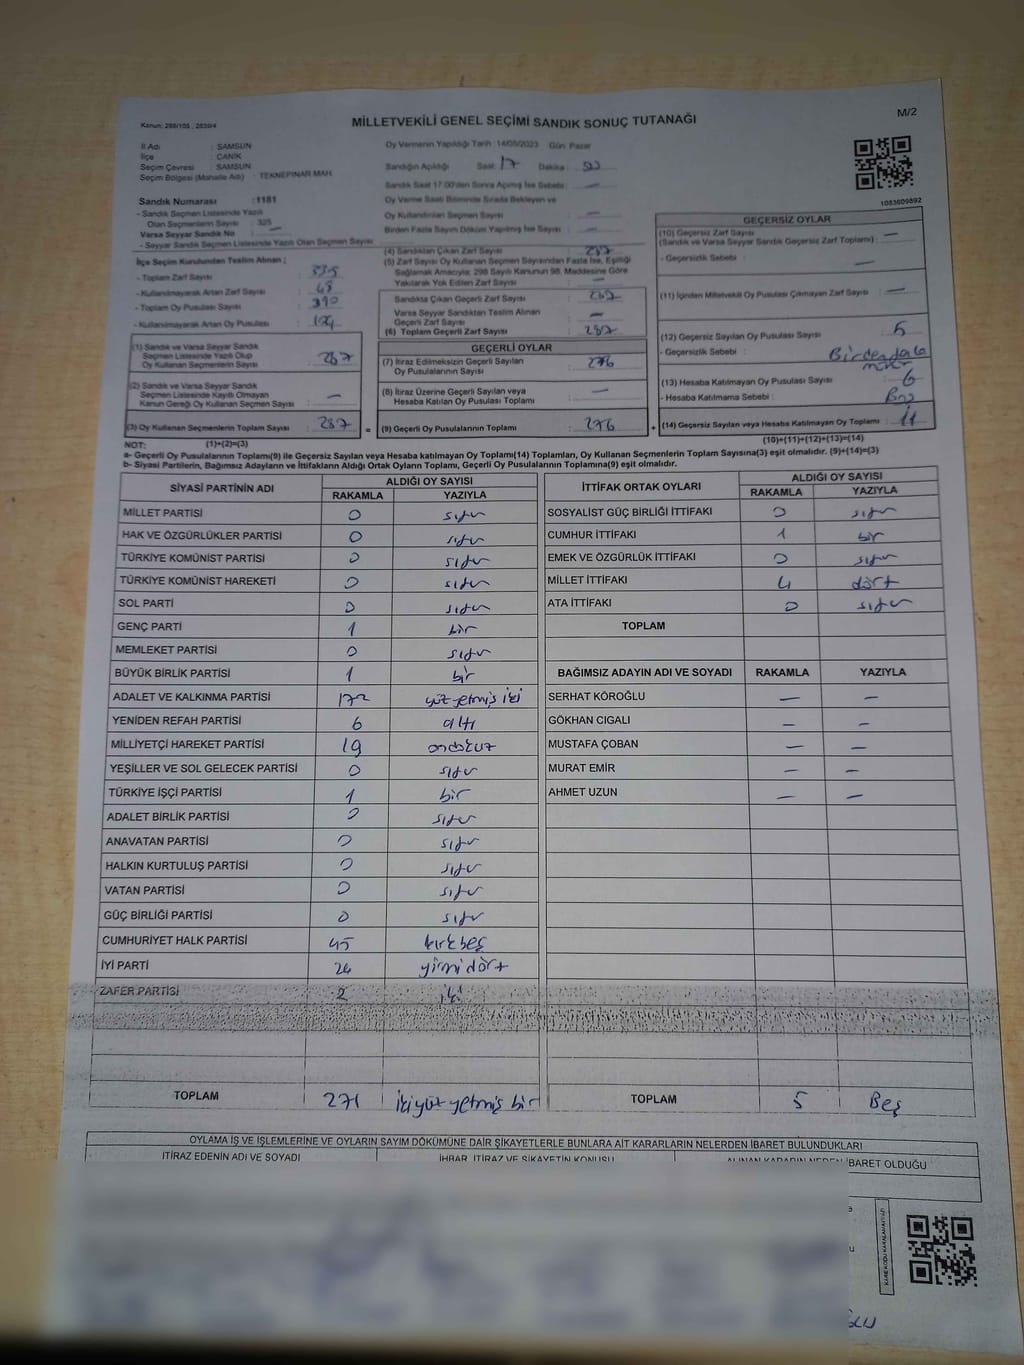 Kanun: 298/105 , 2839/4
MİLLETVEKİLİ GENEL SEÇİMİ SANDIK SONUÇ TUTANAĞI
M/2
İl Adı : SAMSUN
İlçe : CANİK
Seçim Çevresi : SAMSUN
Seçim Bölgesi (Mahalle Adı) : TEKNEPINAR MAH.
Oy Vermenin Yapıldığı Tarih : 14/05/2023 Gün: Pazar
Sandığın Açıldığı Saat: 17 Dakika :
Sandık Saat 17.00'den Sonra Açılmış İse Sebebi : —
Oy Verme Saati Bitiminde Sırada Bekleyen ve
Oy Kullandırılan Seçmen Sayısı : —
Birden Fazla Sayım Döküm Yapılmış İse Sayısı : —
1083609892
Sandık Numarası : 1181
- Sandık Seçmen Listesinde Yazılı
Olan Seçmenlerin Sayısı : 325
Varsa Seyyar Sandık No : —
- Seyyar Sandık Seçmen Listesinde Yazılı Olan Seçmen Sayısı
İlçe Seçim Kurulundan Teslim Alınan ;
- Toplam Zarf Sayısı : 335
- Kullanılmayarak Artan Zarf Sayısı : 48
- Toplam Oy Pusulası Sayısı : 390
- Kullanılmayarak Artan Oy Pusulası :
(1) Sandık ve Varsa Seyyar Sandık
Seçmen Listesinde Yazılı Olup
Oy Kullanan Seçmenlerin Sayısı : 287
(2) Sandık ve Varsa Seyyar Sandık
Seçmen Listesinde Kayıtlı Olmayan
Kanun Gereği Oy Kullanan Seçmen Sayısı : —
(3) Oy Kullanan Seçmenlerin Toplam Sayısı : 287
(4) Sandıktan Çıkan Zarf Sayısı : 287
(5) Zarf Sayısı Oy Kullanan Seçmen Sayısından Fazla İse, Eşitliği
Sağlamak Amacıyla; 298 Sayılı Kanunun 98. Maddesine Göre
Yakılarak Yok Edilen Zarf Sayısı : —
Sandıkta Çıkan Geçerli Zarf Sayısı : 287
Varsa Seyyar Sandıktan Teslim Alınan
Geçerli Zarf Sayısı : —
(6) Toplam Geçerli Zarf Sayısı : 287
GEÇERLİ OYLAR
(7) İtiraz Edilmeksizin Geçerli Sayılan
Oy Pusulalarının Sayısı : 276
(8) İtiraz Üzerine Geçerli Sayılan veya
Hesaba Katılan Oy Pusulası Toplamı : —
= (9) Geçerli Oy Pusulalarının Toplamı : 276
GEÇERSİZ OYLAR
(10) Geçersiz Zarf Sayısı
(Sandık ve Varsa Seyyar Sandık Geçersiz Zarf Toplamı) : —
- Geçersizlik Sebebi : —
(11) İçinden Milletvekili Oy Pusulası Çıkmayan Zarf Sayısı : —
(12) Geçersiz Sayılan Oy Pusulası Sayısı : 5
- Geçersizlik Sebebi : Birden fazla
mühür
(13) Hesaba Katılmayan Oy Pusulası Sayısı : 6
- Hesaba Katılmama Sebebi : Boş
+ (14) Geçersiz Sayılan veya Hesaba Katılmayan Oy Toplamı : 11
NOT: (1)+(2)=(3)
(10)+(11)+(12)+(13)=(14)
a- Geçerli Oy Pusulalarının Toplamı(9) ile Geçersiz Sayılan veya Hesaba katılmayan Oy Toplamı(14) Toplamları, Oy Kullanan Seçmenlerin Toplam Sayısına(3) eşit olmalıdır. (9)+(14)=(3)
b- Siyasi Partilerin, Bağımsız Adayların ve İttifakların Aldığı Ortak Oyların Toplamı, Geçerli Oy Pusulalarının Toplamına(9) eşit olmalıdır.
SİYASİ PARTİNİN ADI ALDIĞI OY SAYISI
RAKAMLA YAZIYLA
MİLLET PARTİSİ 0 sıfır
HAK VE ÖZGÜRLÜKLER PARTİSİ 0 sıfır
TÜRKİYE KOMÜNİST PARTİSİ 0 sıfır
TÜRKİYE KOMÜNİST HAREKETİ 0 sıfır
SOL PARTİ 0 sıfır
GENÇ PARTİ 1 bir
MEMLEKET PARTİSİ 0 sıfır
BÜYÜK BİRLİK PARTİSİ 1 bir
ADALET VE KALKINMA PARTİSİ 172 yüz yetmiş iki
YENİDEN REFAH PARTİSİ 6 altı
MİLLİYETÇİ HAREKET PARTİSİ 19 ondokuz
YEŞİLLER VE SOL GELECEK PARTİSİ 0 sıfır
TÜRKİYE İŞÇİ PARTİSİ 1 bir
ADALET BİRLİK PARTİSİ 0 sıfır
ANAVATAN PARTİSİ 0 sıfır
HALKIN KURTULUŞ PARTİSİ 0 sıfır
VATAN PARTİSİ 0 sıfır
GÜÇ BİRLİĞİ PARTİSİ 0 sıfır
CUMHURİYET HALK PARTİSİ 45 kırkbeş
İYİ PARTİ 24 yirmi dört
ZAFER PARTİSİ 2 iki
TOPLAM 271 ikiyüz yetmiş bir
İTTİFAK ORTAK OYLARI ALDIĞI OY SAYISI
RAKAMLA YAZIYLA
SOSYALİST GÜÇ BİRLİĞİ İTTİFAKI 0 sıfır
CUMHUR İTTİFAKI 1 bir
EMEK VE ÖZGÜRLÜK İTTİFAKI 0 sıfır
MİLLET İTTİFAKI 4 dört
ATA İTTİFAKI 0 sıfır
TOPLAM
BAĞIMSIZ ADAYIN ADI VE SOYADI RAKAMLA YAZIYLA
SERHAT KÖROĞLU — —
GÖKHAN CIGALI — —
MUSTAFA ÇOBAN — —
MURAT EMİR — —
AHMET UZUN — —
TOPLAM 5 Beş
OYLAMA İŞ VE İŞLEMLERİNE VE OYLARIN SAYIM DÖKÜMÜNE DAİR ŞİKAYETLERLE BUNLARA AİT KARARLARIN NELERDEN İBARET BULUNDUKLARI
İTİRAZ EDENİN ADI VE SOYADI İHBAR, İTİRAZ VE ŞİKAYETİN KONUSU ALINAN KARARIN NEDEN İBARET OLDUĞU